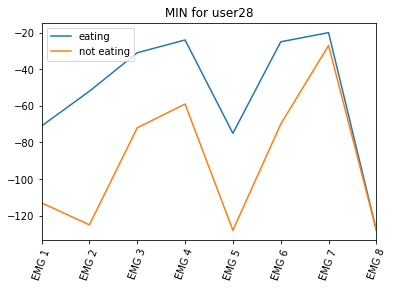 MIN for user28
eating
not eating
−20
−40
−60
−80
−100
−120
EMG 1
EMG 2
EMG 3
EMG 4
EMG 5
EMG 6
EMG 7
EMG 8